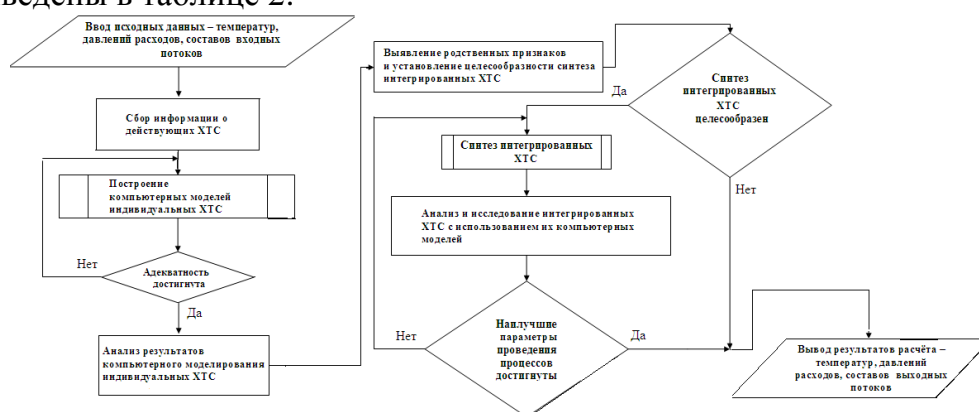 ведены в таблице 2.
Ввод исходных данных – температур,
давлений расходов, составов входных
потоков
Сбор информации о
действующих ХТС
Построение
компьютерных моделей
индивидуальных ХТС
Нет
Адекватность
достигнута
Да
Анализ результатов
компьютерного моделирования
индивидуальных ХТС
Выявление родственных признаков
и установление целесообразности синтеза
интегрированных ХТС
Синтез
интегрированных
ХТС
целесообразен
Да
Нет
Синтез интегрированных
ХТС
Анализ и исследование интегрированных
ХТС с использованием их компьютерных
моделей
Нет
Наилучшие
параметры
проведения
процессов
достигнуты
Да
Вывод результатов расчёта –
температур, давлений
расходов, составов выходных
потоков